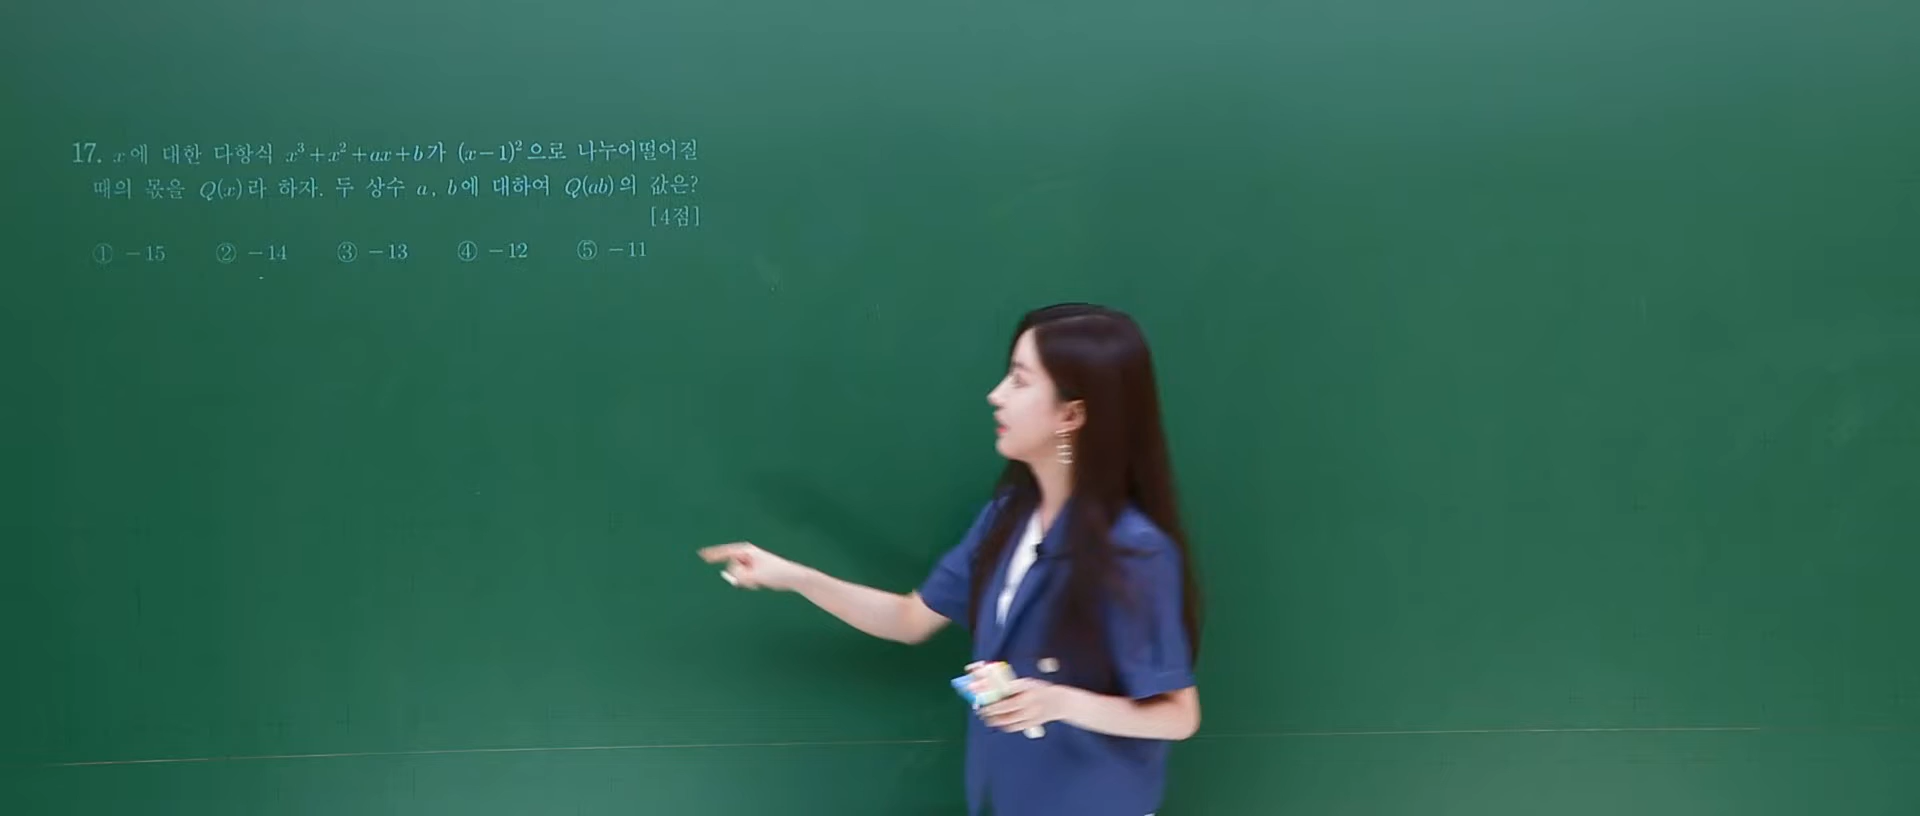 17. x에 대한 다항식 x³+x²+ax+b가 (x-1)²으로 나누어떨어질
때의 몫을 Q(x)라 하자. 두 상수 a, b에 대하여 Q(ab)의 값은?
[4점]
① -15 ② -14 ③ -13 ④ -12 ⑤ -11